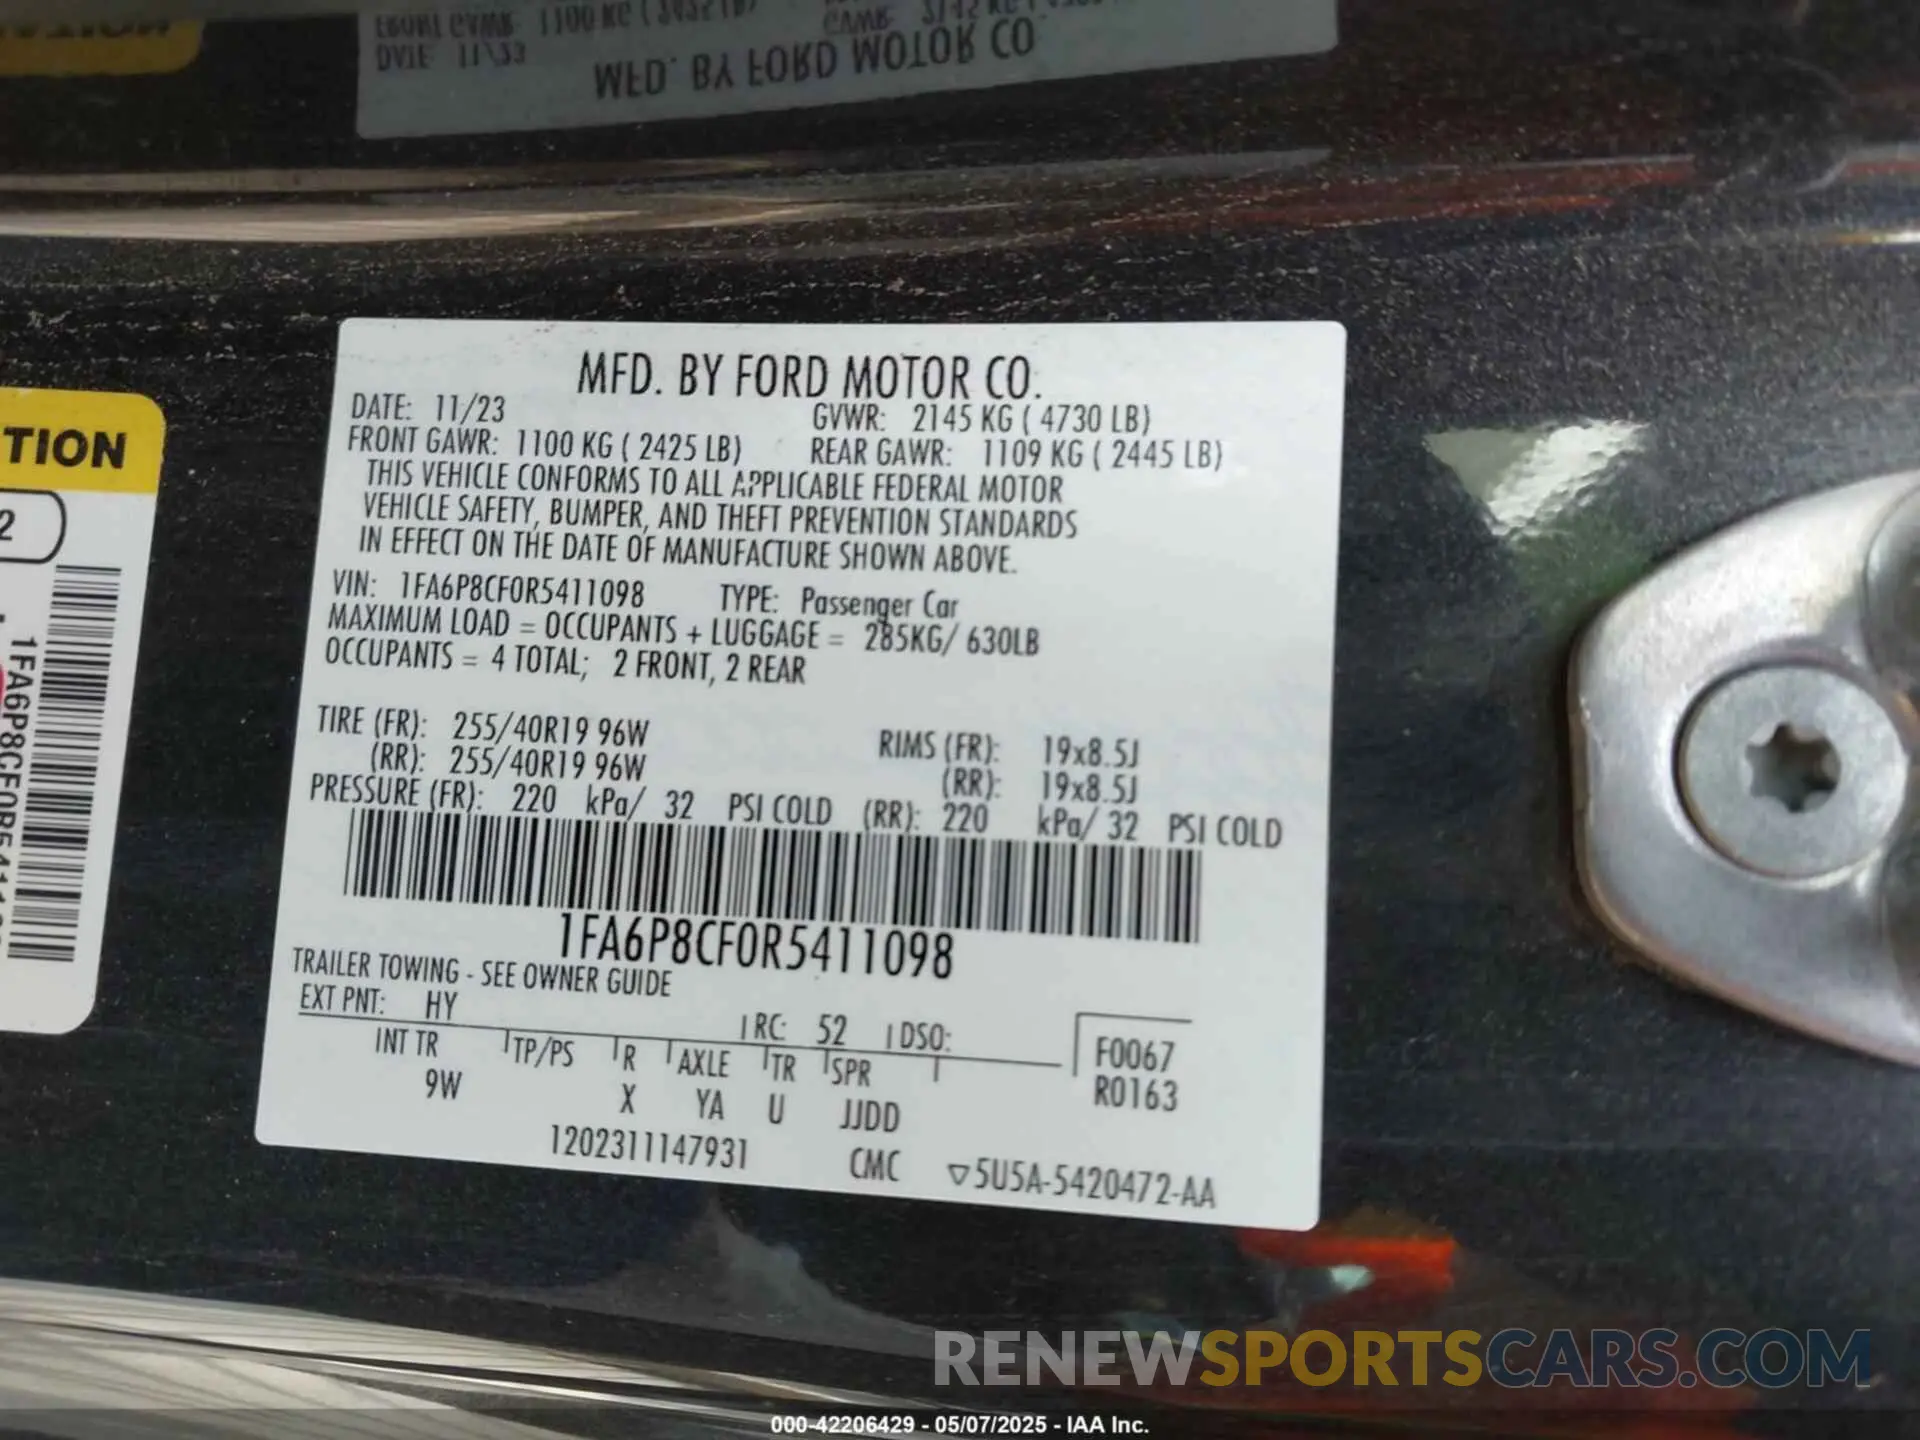 MFD. BY FORD MOTOR CO.
DATE: 11/23 GVWR: 2145 KG ( 4730 LB)
FRONT GAWR: 1100 KG ( 2425 LB) REAR GAWR: 1109 KG ( 2445 LB)
THIS VEHICLE CONFORMS TO ALL APPLICABLE FEDERAL MOTOR
VEHICLE SAFETY, BUMPER, AND THEFT PREVENTION STANDARDS
IN EFFECT ON THE DATE OF MANUFACTURE SHOWN ABOVE.
VIN: 1FA6P8CF0R5411098 TYPE: Passenger Car
MAXIMUM LOAD = OCCUPANTS + LUGGAGE = 285KG/ 630LB
OCCUPANTS = 4 TOTAL; 2 FRONT, 2 REAR
TIRE (FR): 255/40R19 96W RIMS (FR): 19x8.5J
(RR): 255/40R19 96W (RR): 19x8.5J
PRESSURE (FR): 220 kPa/ 32 PSI COLD (RR): 220 kPa/ 32 PSI COLD
1FA6P8CF0R5411098
TRAILER TOWING - SEE OWNER GUIDE
EXT PNT: HY RC: 52 DSO:
INT TR TP/PS R AXLE TR SPR
9W X YA U JJDD
F0067
R0163
1202311147931 CMC ▽5U5A-5420472-AA
TION
2
RENEWSPORTSCARS.COM
000-42206429 - 05/07/2025 - IAA Inc.